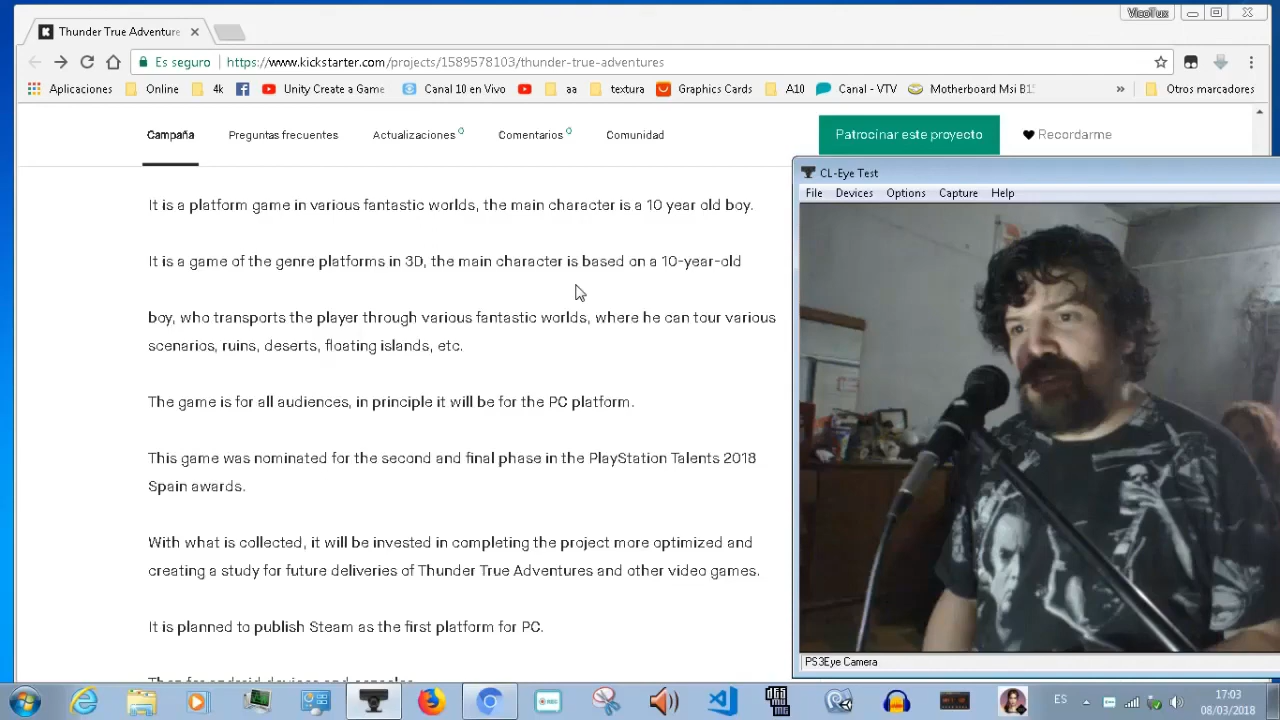 VicoTux
Thunder True Adventure
Es seguro
https://www.kickstarter.com/projects/1589578103/thunder-true-adventures
Aplicaciones
Online
4k
Unity Create a Game
Canal 10 en Vivo
aa
textura
Graphics Cards
A10
Canal - VTV
Motherboard Msi B1
»
Otros marcadores
Campaña
Preguntas frecuentes
Actualizaciones 0
Comentarios 0
Comunidad
Patrocinar este proyecto
Recordarme
It is a platform game in various fantastic worlds, the main character is a 10 year old boy.
It is a game of the genre platforms in 3D, the main character is based on a 10-year-old
boy, who transports the player through various fantastic worlds, where he can tour various
scenarios, ruins, deserts, floating islands, etc.
The game is for all audiences, in principle it will be for the PC platform.
This game was nominated for the second and final phase in the PlayStation Talents 2018
Spain awards.
With what is collected, it will be invested in completing the project more optimized and
creating a study for future deliveries of Thunder True Adventures and other video games.
It is planned to publish Steam as the first platform for PC.
CL-Eye Test
File Devices Options Capture Help
PS3Eye Camera
ES
17:03
08/03/2018